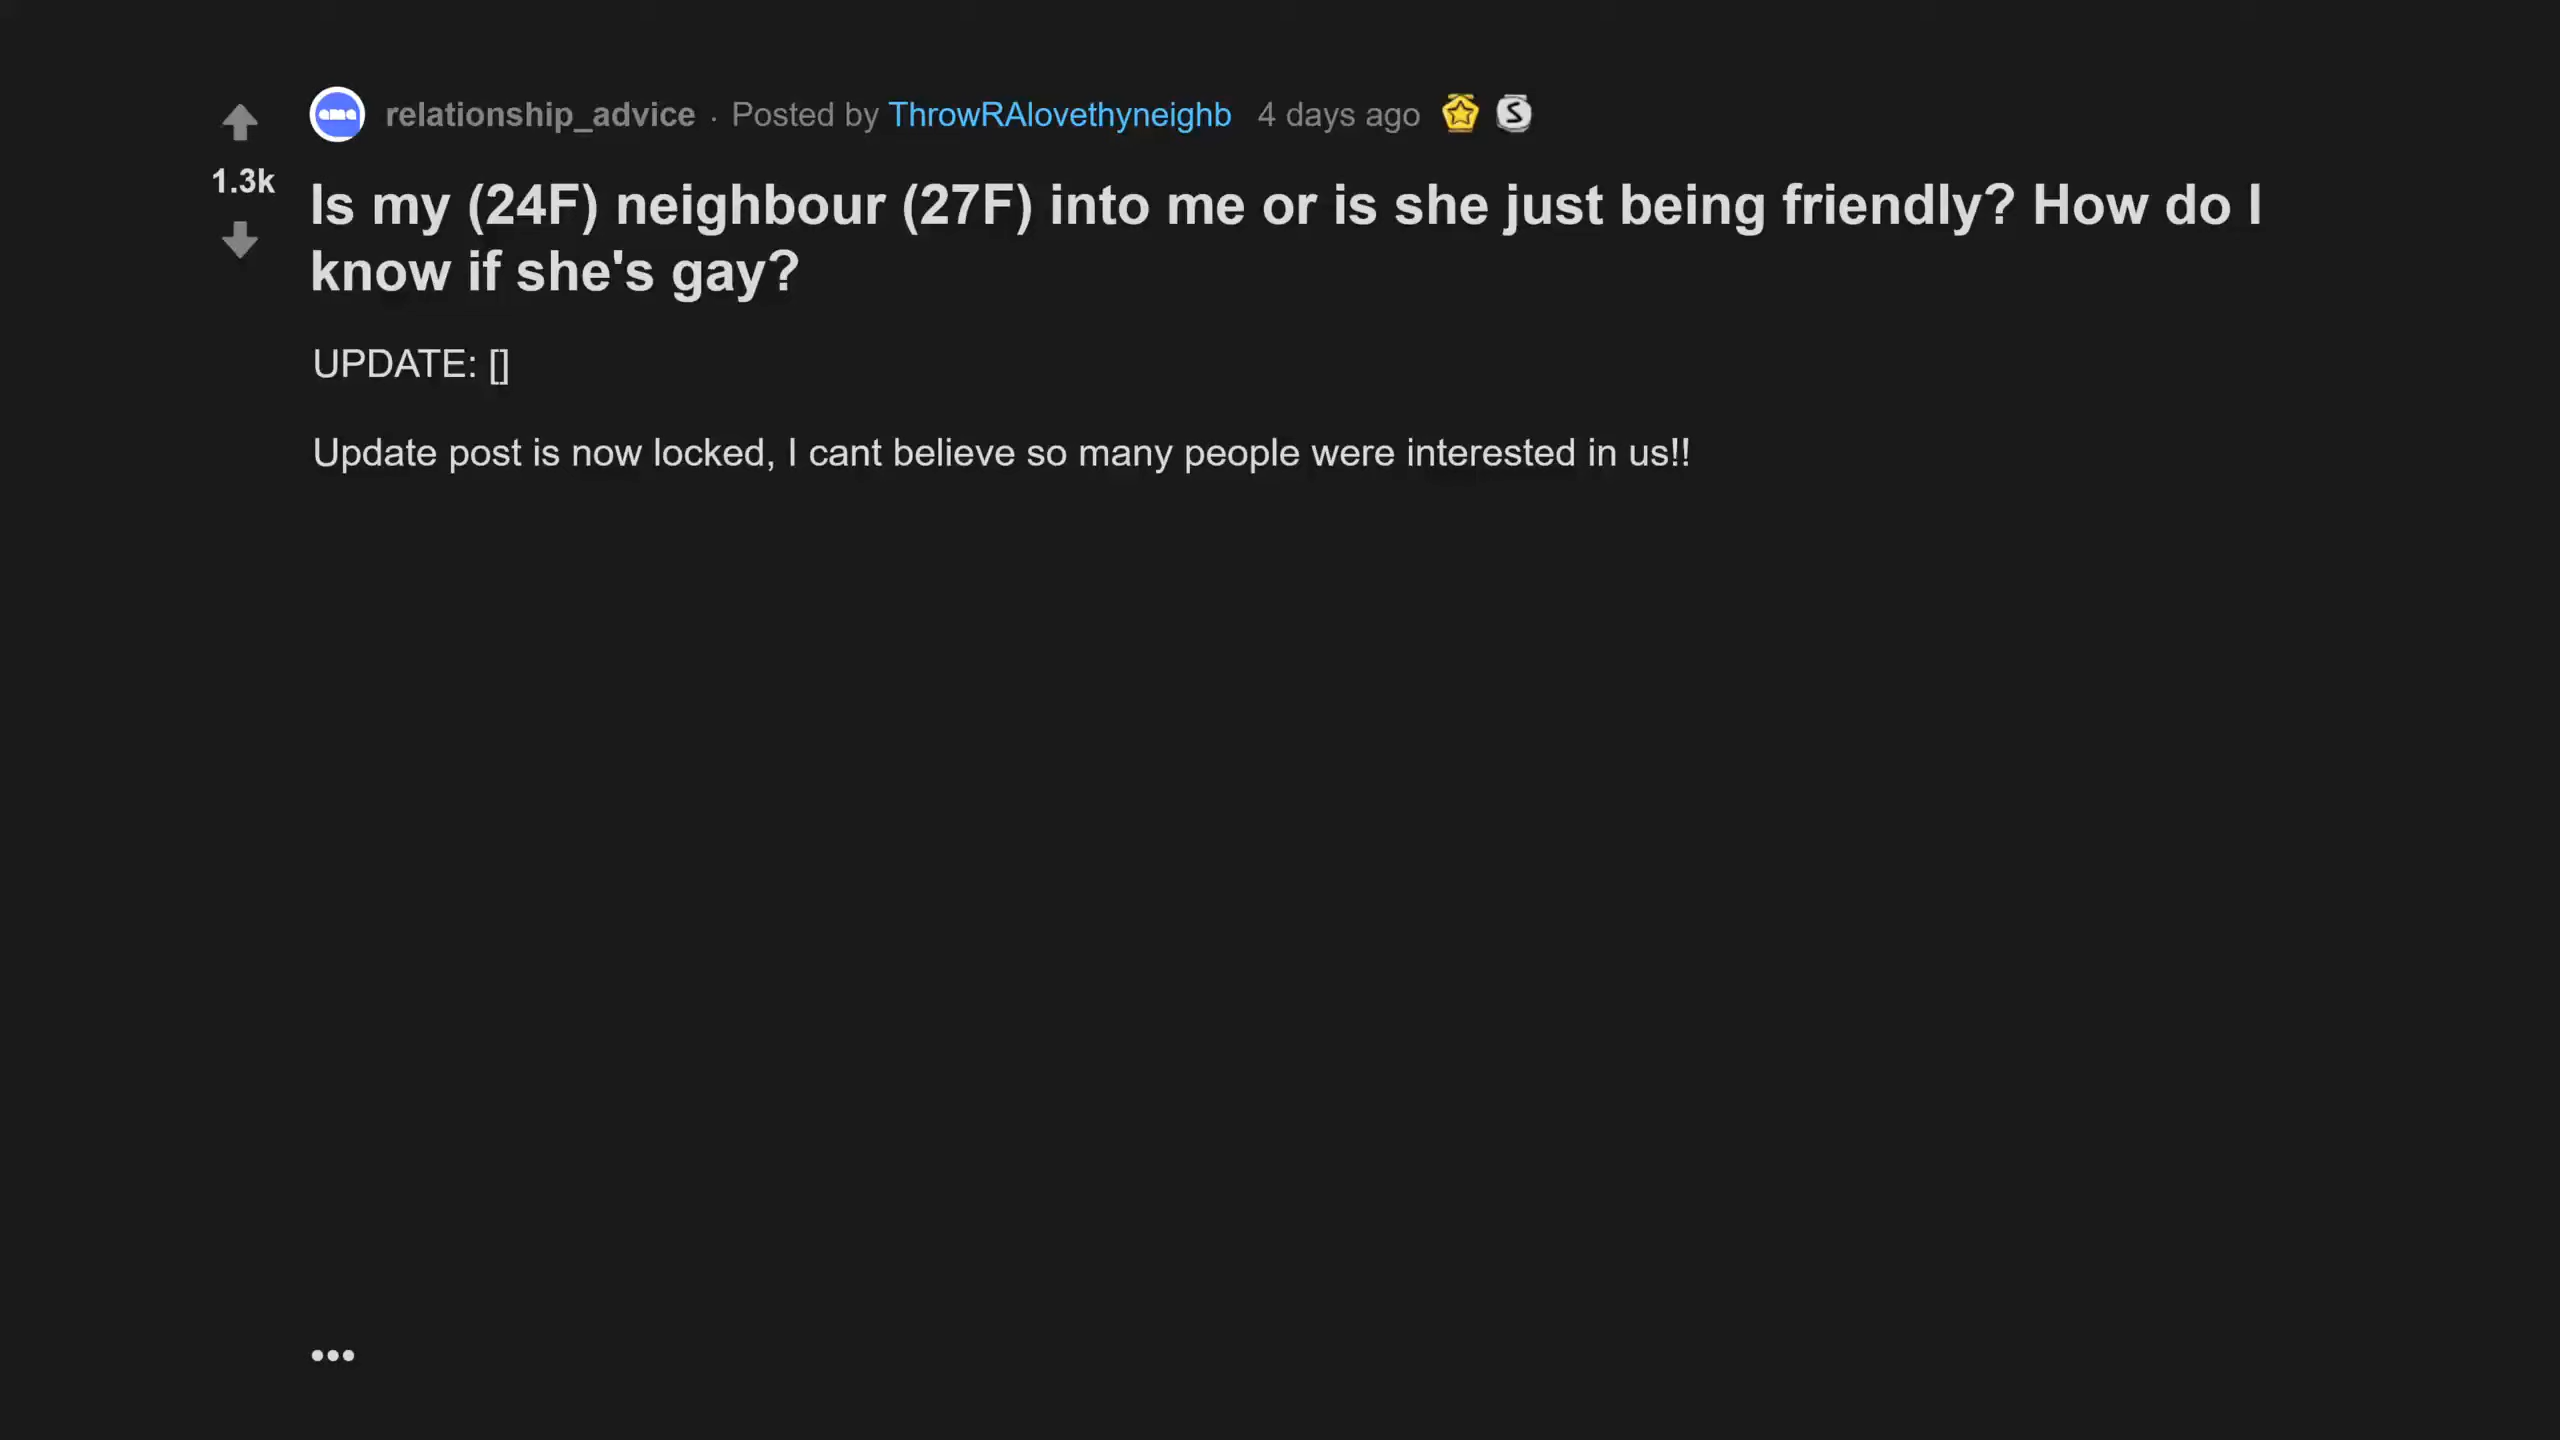 relationship_advice · Posted by ThrowRAlovethyneighb 4 days ago
1.3k
Is my (24F) neighbour (27F) into me or is she just being friendly? How do I
know if she's gay?
UPDATE: []
Update post is now locked, I cant believe so many people were interested in us!!
•••